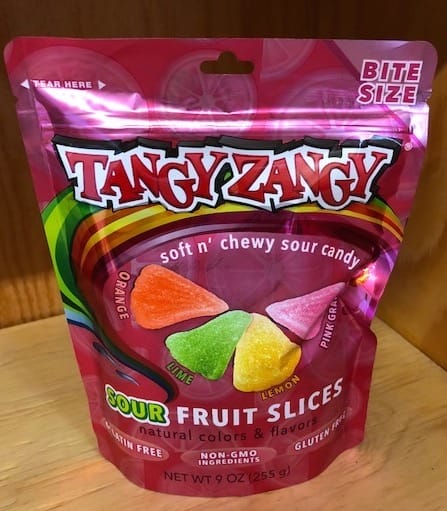 TEAR HERE
BITE
SIZE
TANGY ZANGY®
soft n' chewy sour candy
ORANGE
LIME
LEMON
PINK
SOUR FRUIT SLICES
natural colors & flavors
FREE
NON-GMO
INGREDIENTS
GLUTEN FREE
NET WT 9 OZ (255 g)